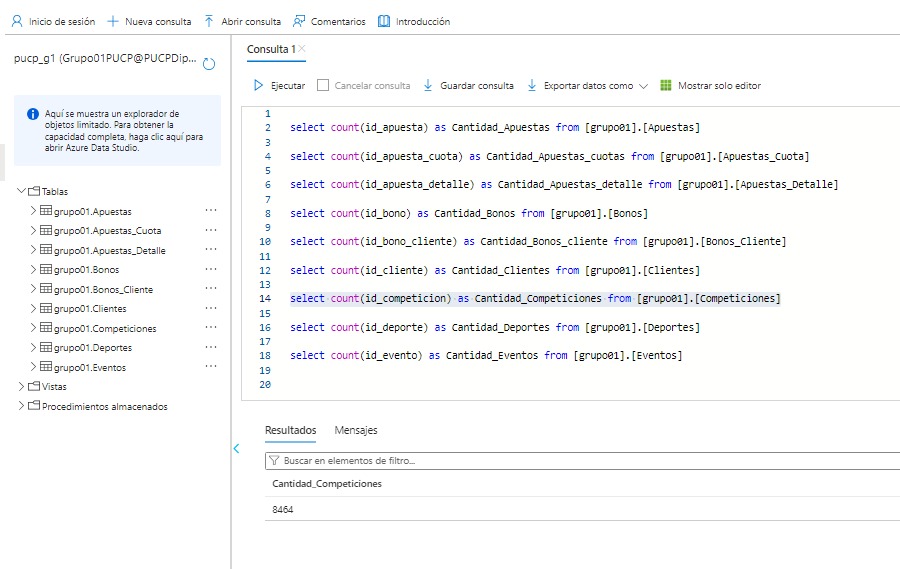 Inicio de sesión Nueva consulta Abrir consulta Comentarios Introducción
pucp_g1 (Grupo01PUCP@PUCPDip...
Aquí se muestra un explorador de
objetos limitado. Para obtener la
capacidad completa, haga clic aquí para
abrir Azure Data Studio.
Tablas
grupo01.Apuestas ...
grupo01.Apuestas_Cuota ...
grupo01.Apuestas_Detalle ...
grupo01.Bonos ...
grupo01.Bonos_Cliente ...
grupo01.Clientes ...
grupo01.Competiciones ...
grupo01.Deportes ...
grupo01.Eventos ...
Vistas
Procedimientos almacenados
Consulta 1
Ejecutar Cancelar consulta Guardar consulta Exportar datos como Mostrar solo editor
1
2 select count(id_apuesta) as Cantidad_Apuestas from [grupo01].[Apuestas]
3
4 select count(id_apuesta_cuota) as Cantidad_Apuestas_cuotas from [grupo01].[Apuestas_Cuota]
5
6 select count(id_apuesta_detalle) as Cantidad_Apuestas_detalle from [grupo01].[Apuestas_Detalle]
7
8 select count(id_bono) as Cantidad_Bonos from [grupo01].[Bonos]
9
10 select count(id_bono_cliente) as Cantidad_Bonos_cliente from [grupo01].[Bonos_Cliente]
11
12 select count(id_cliente) as Cantidad_Clientes from [grupo01].[Clientes]
13
14 select count(id_competicion) as Cantidad_Competiciones from [grupo01].[Competiciones]
15
16 select count(id_deporte) as Cantidad_Deportes from [grupo01].[Deportes]
17
18 select count(id_evento) as Cantidad_Eventos from [grupo01].[Eventos]
19
20
Resultados Mensajes
Buscar en elementos de filtro...
Cantidad_Competiciones
8464